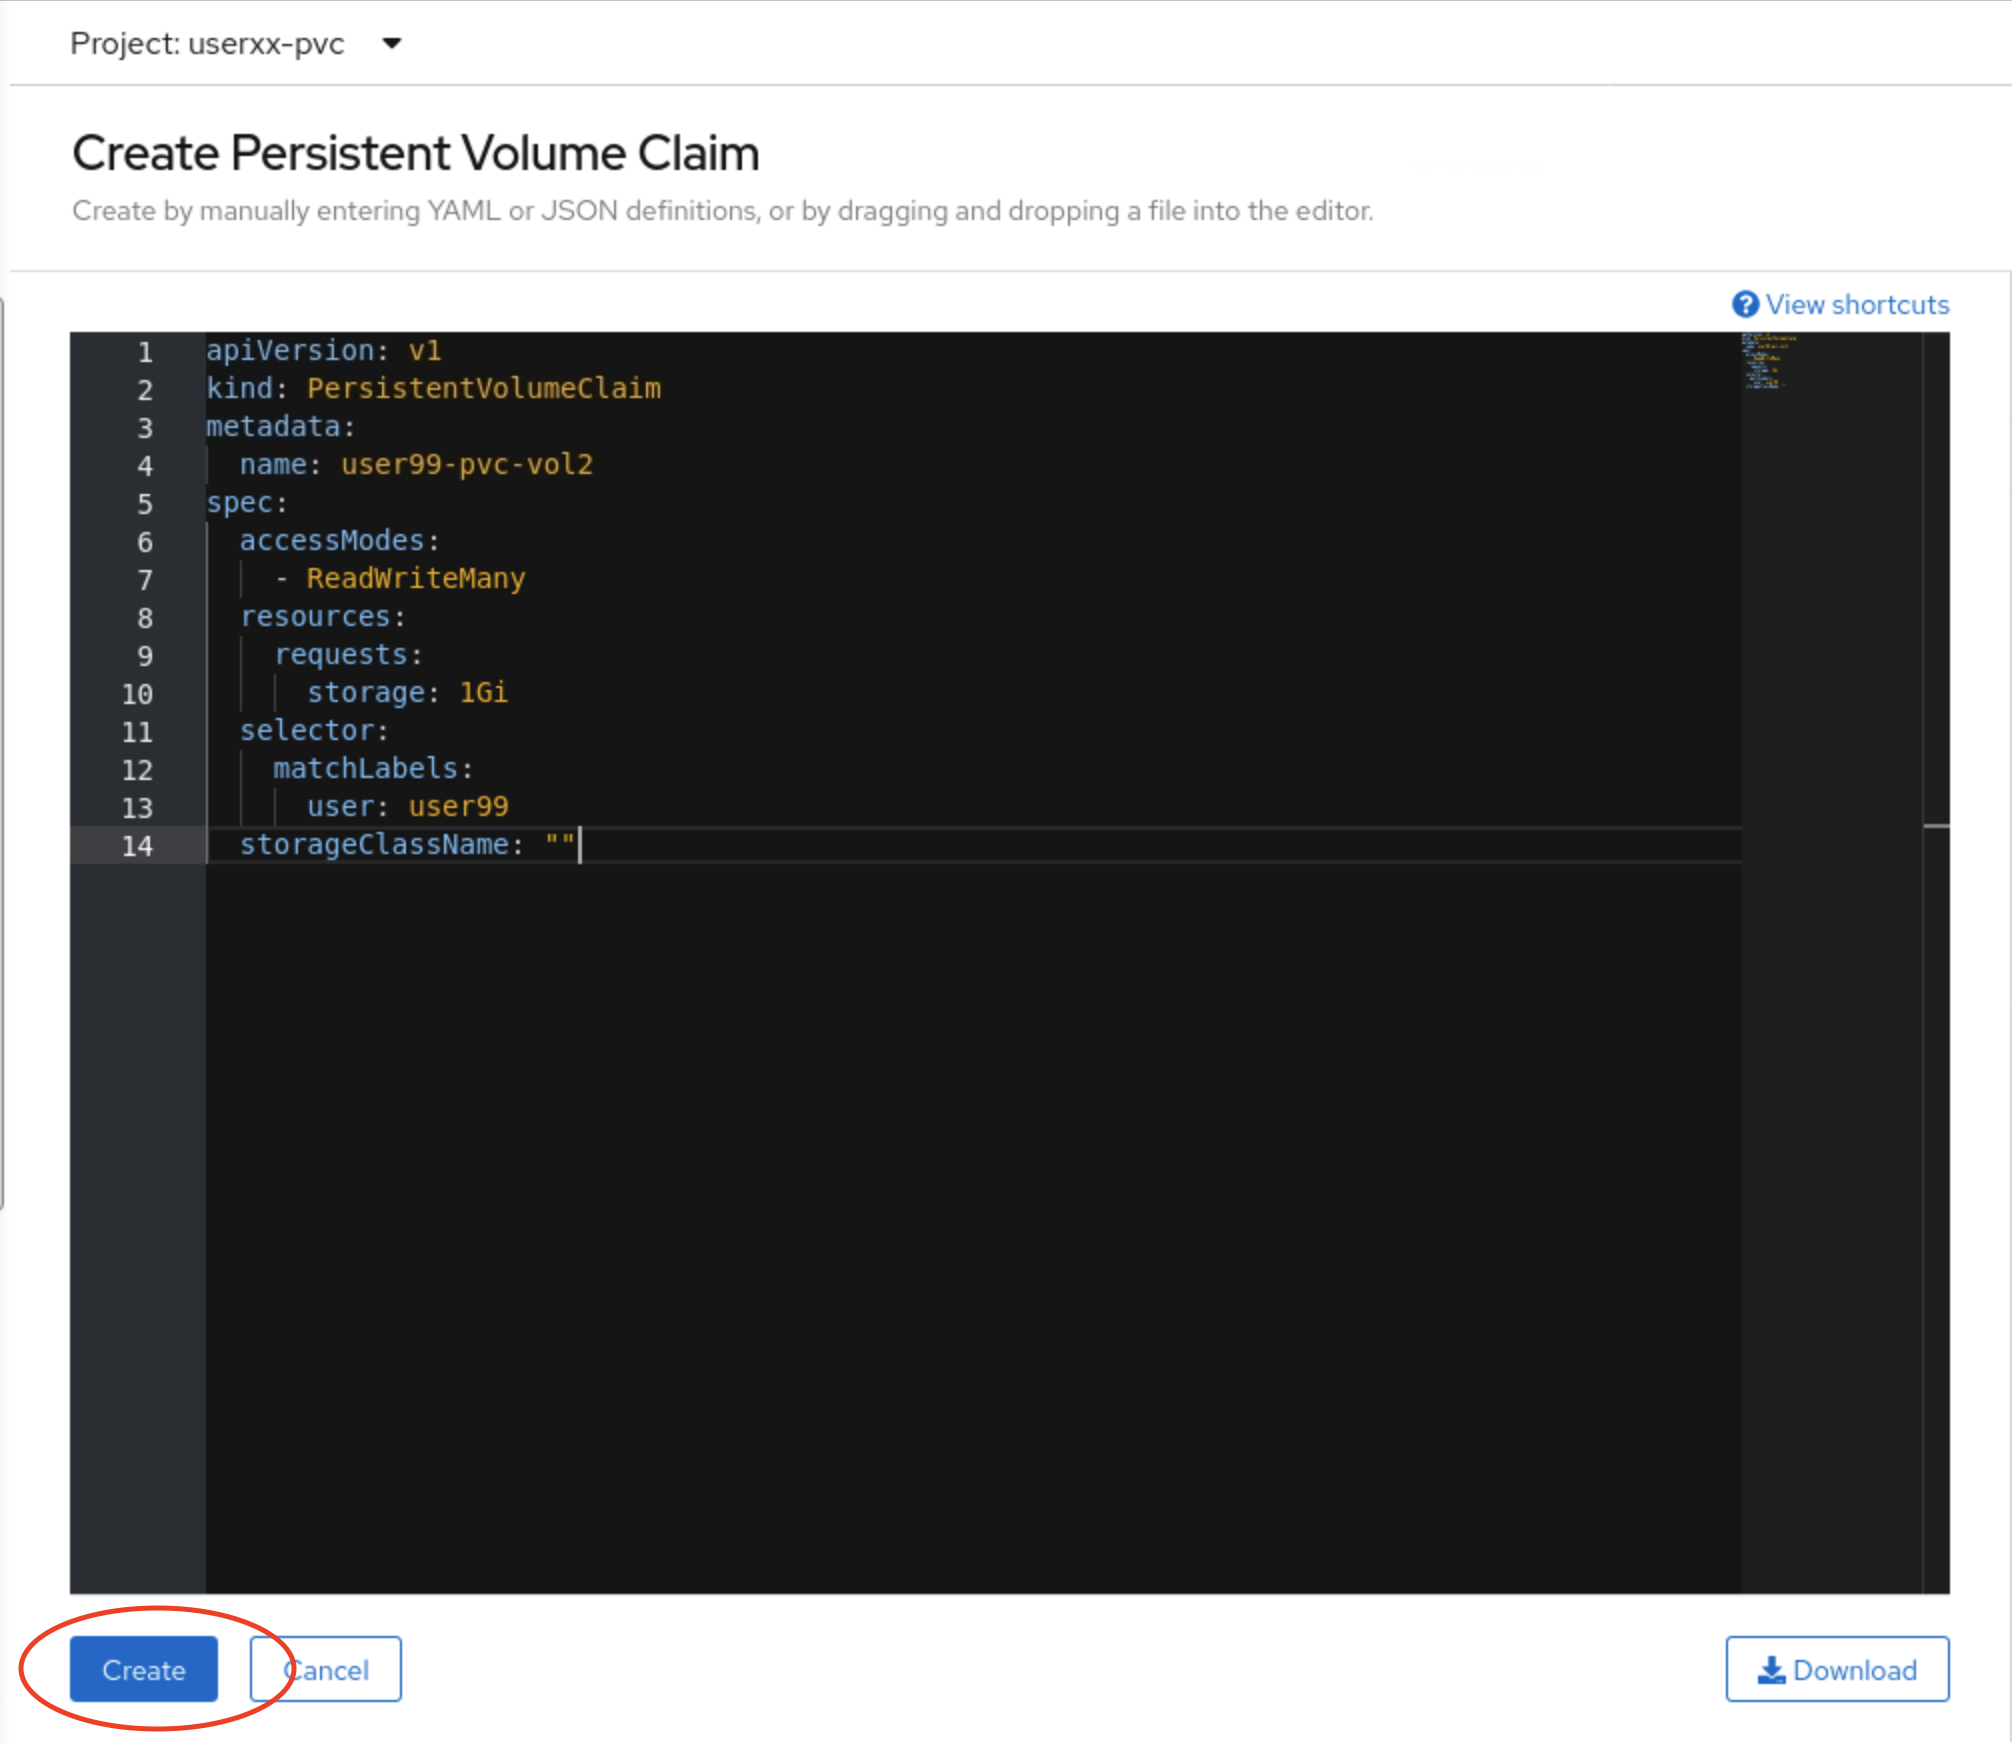 Project: userxx-pvc
Create Persistent Volume Claim
Create by manually entering YAML or JSON definitions, or by dragging and dropping a file into the editor.
View shortcuts
1 apiVersion: v1
2 kind: PersistentVolumeClaim
3 metadata:
4   name: user99-pvc-vol2
5 spec:
6   accessModes:
7     - ReadWriteMany
8   resources:
9     requests:
10       storage: 1Gi
11   selector:
12     matchLabels:
13       user: user99
14   storageClassName: ""
Create Cancel Download